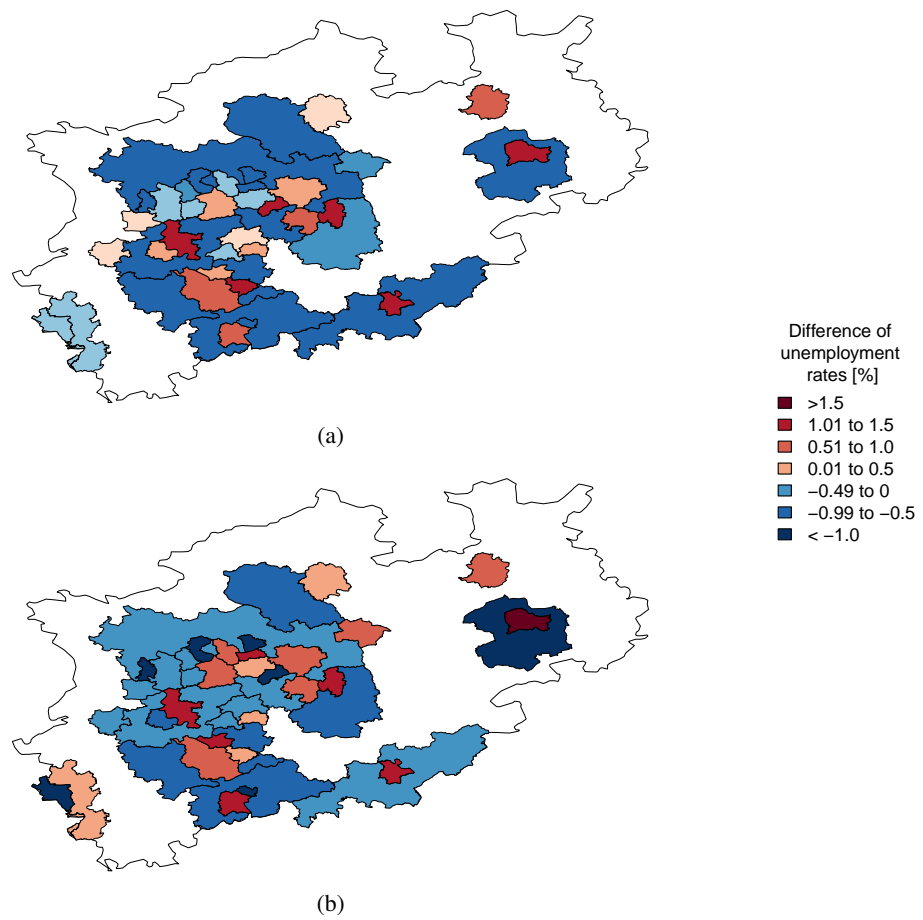 (a)
Difference of
unemployment
rates [%]
>1.5
1.01 to 1.5
0.51 to 1.0
0.01 to 0.5
−0.49 to 0
−0.99 to −0.5
< −1.0
(b)